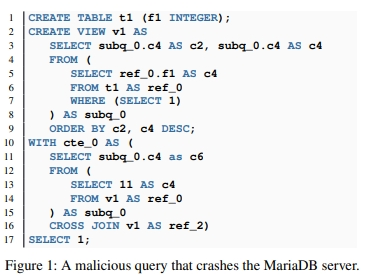 1 CREATE TABLE t1 (f1 INTEGER);
2 CREATE VIEW v1 AS
3 SELECT subq_0.c4 AS c2, subq_0.c4 AS c4
4 FROM (
5 SELECT ref_0.f1 AS c4
6 FROM t1 AS ref_0
7 WHERE (SELECT 1)
8 ) AS subq_0
9 ORDER BY c2, c4 DESC;
10 WITH cte_0 AS (
11 SELECT subq_0.c4 as c6
12 FROM (
13 SELECT 11 AS c4
14 FROM v1 AS ref_0
15 ) AS subq_0
16 CROSS JOIN v1 AS ref_2)
17 SELECT 1;
Figure 1: A malicious query that crashes the MariaDB server.